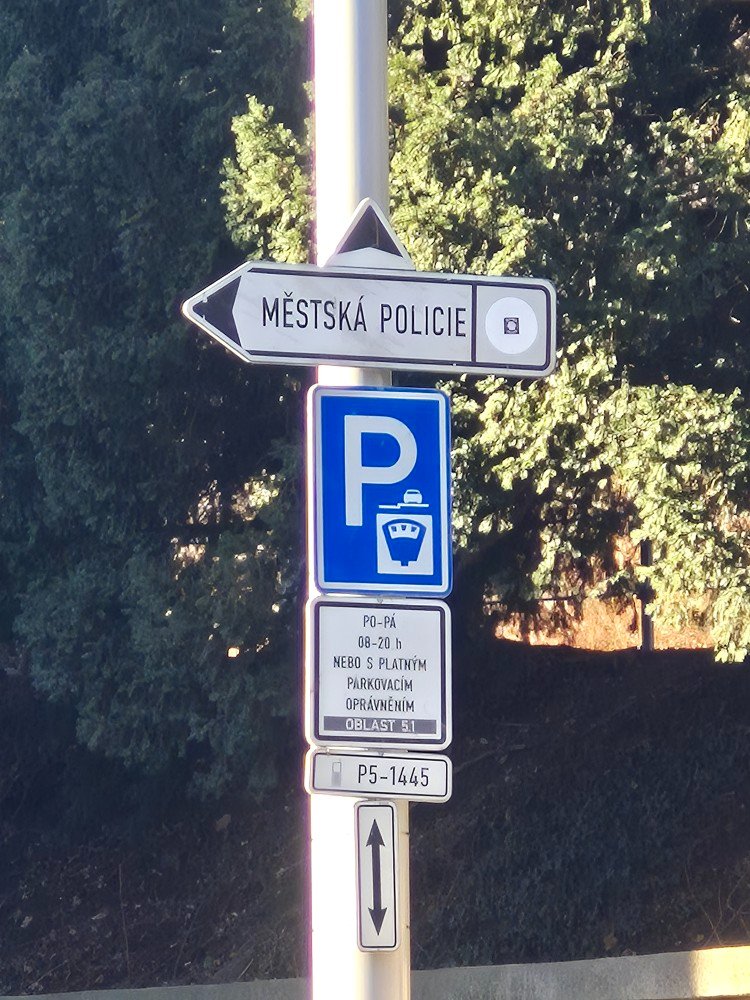 MĚSTSKÁ POLICIE
P
PO-PÁ
08-20 h
NEBO S PLATNÝM
PARKOVACÍM
OPRÁVNĚNÍM
OBLAST 5.1
P5-1445